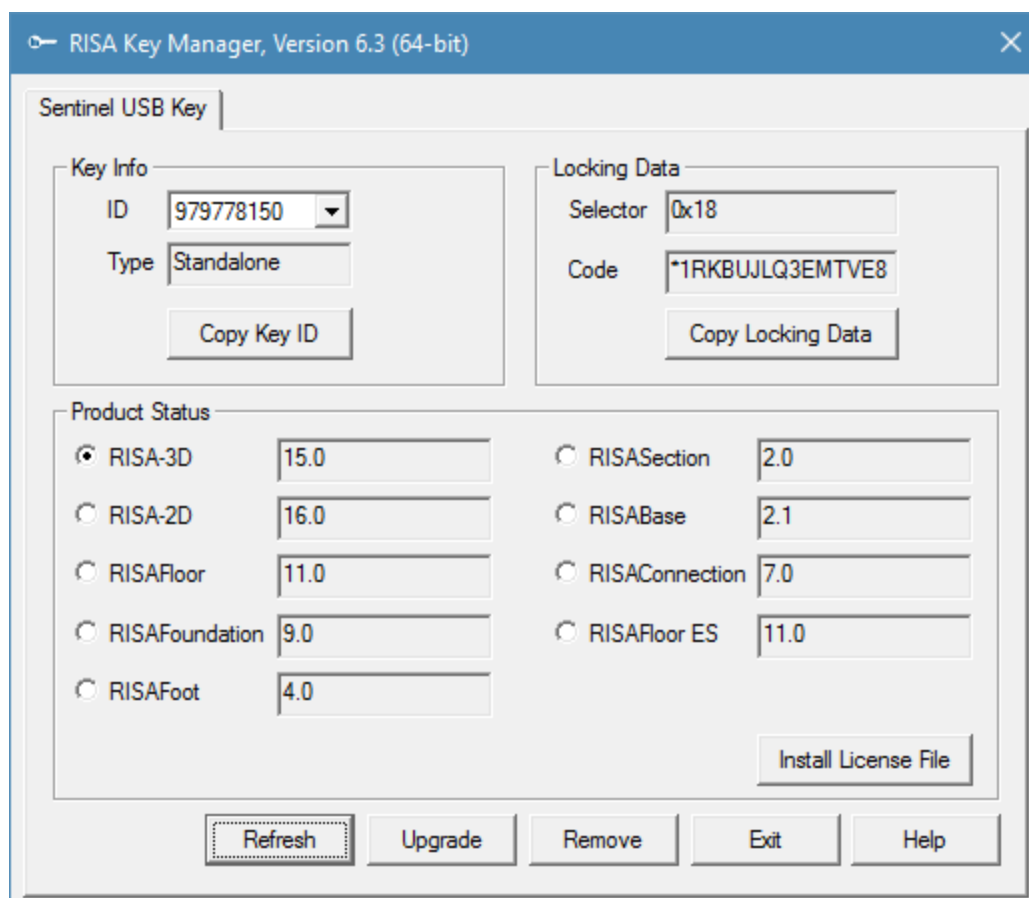 RISA Key Manager, Version 6.3 (64-bit)
Sentinel USB Key
Key Info
ID 979778150
Type Standalone
Copy Key ID
Locking Data
Selector 0x18
Code *1RKBUJLQ3EMTVE8
Copy Locking Data
Product Status
RISA-3D 15.0
RISA-2D 16.0
RISAFloor 11.0
RISAFoundation 9.0
RISAFoot 4.0
RISASection 2.0
RISABase 2.1
RISAConnection 7.0
RISAFloor ES 11.0
Install License File
Refresh Upgrade Remove Exit Help